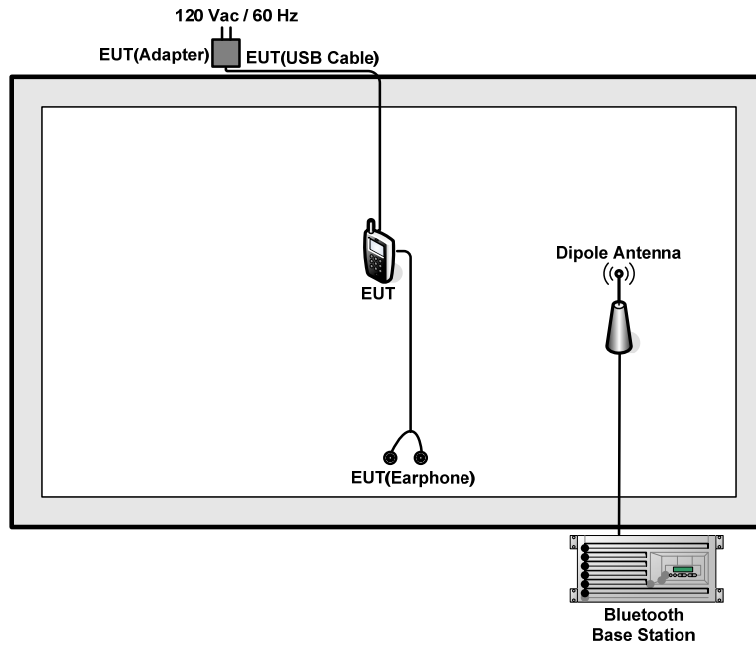 120 Vac / 60 Hz
EUT(Adapter)
EUT(USB Cable)
Dipole Antenna
EUT
EUT(Earphone)
Bluetooth
Base Station